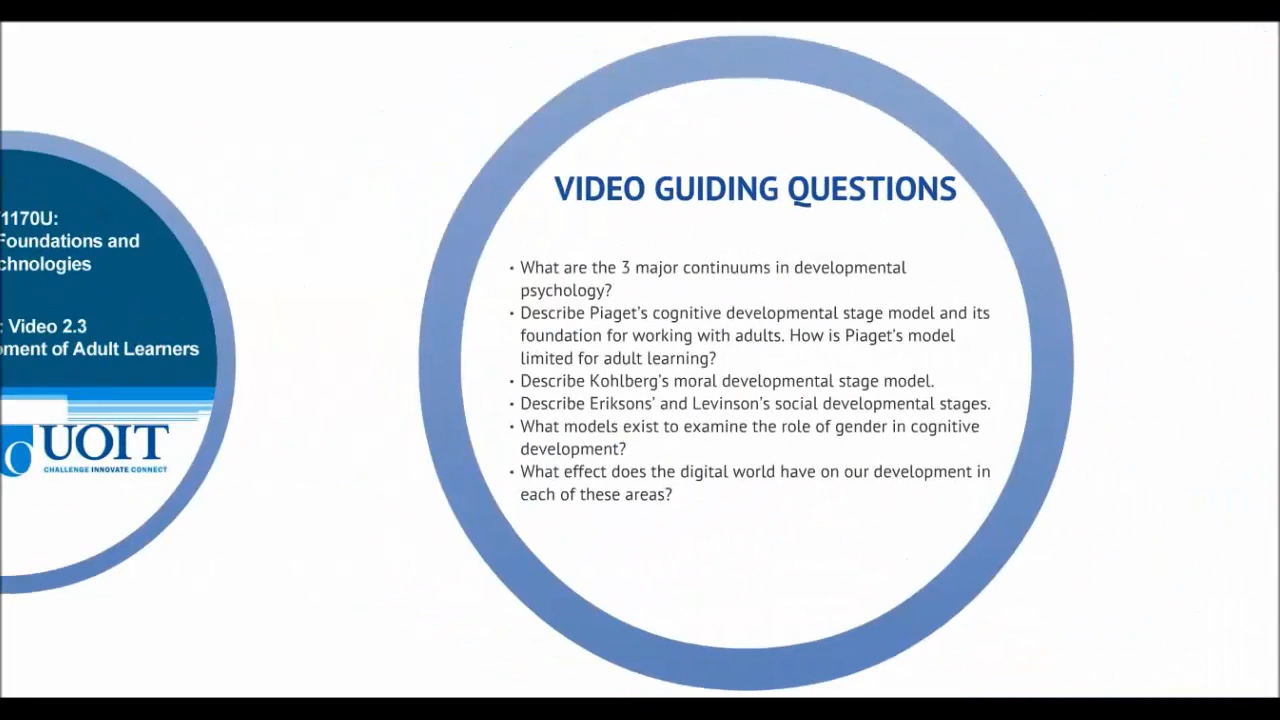 1170U:
Foundations and
chnologies
: Video 2.3
oment of Adult Learners
UOIT
CHALLENGE INNOVATE CONNECT
VIDEO GUIDING QUESTIONS
• What are the 3 major continuums in developmental
psychology?
• Describe Piaget's cognitive developmental stage model and its
foundation for working with adults. How is Piaget's model
limited for adult learning?
• Describe Kohlberg's moral developmental stage model.
• Describe Eriksons' and Levinson's social developmental stages.
• What models exist to examine the role of gender in cognitive
development?
• What effect does the digital world have on our development in
each of these areas?